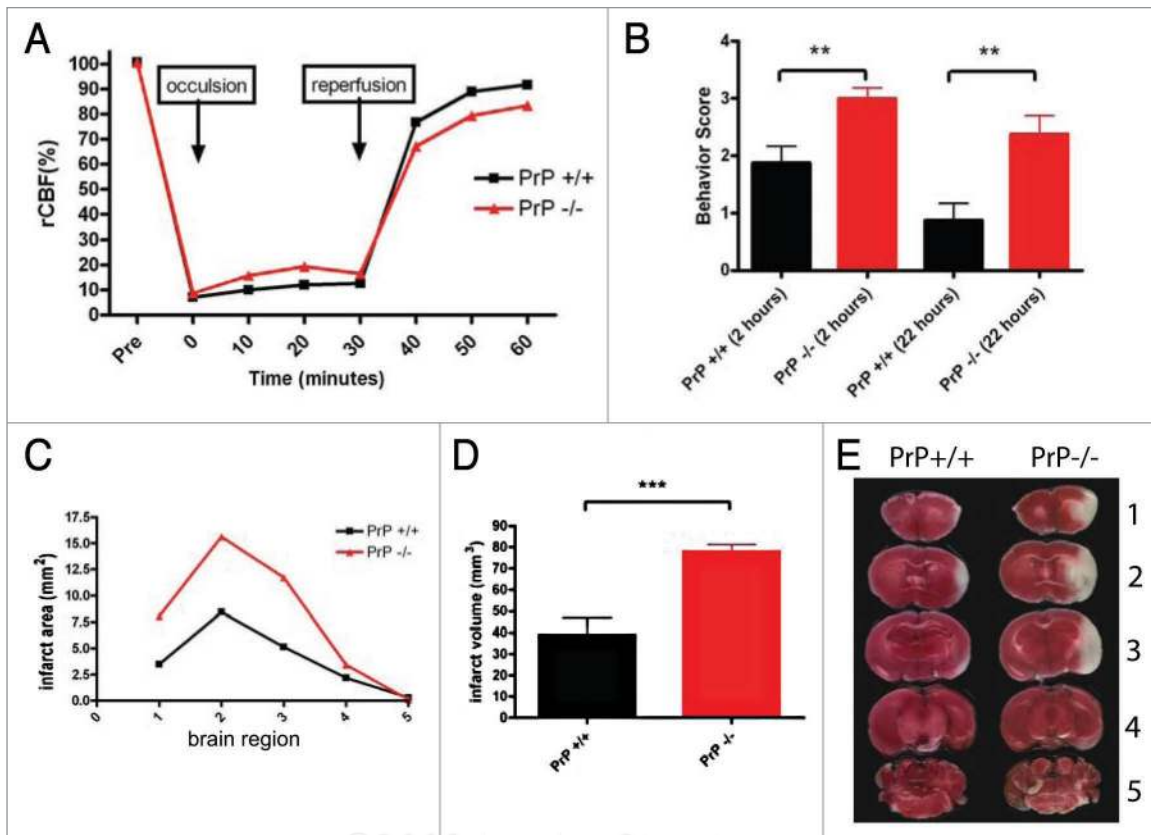 A
100
90
80
70
60
50
40
30
20
10
0
rCBF(%)
occulsion
reperfusion
PrP +/+
PrP -/-
Pre 0 10 20 30 40 50 60
Time (minutes)
B
4
3
2
1
0
Behavior Score
**
**
PrP +/+ (2 hours)
PrP -/- (2 hours)
PrP +/+ (22 hours)
PrP -/- (22 hours)
C
17.5
15.0
12.5
10.0
7.5
5.0
2.5
0.0
infarct area (mm²)
PrP +/+
PrP -/-
0 1 2 3 4 5
brain region
D
90
80
70
60
50
40
30
20
10
0
infarct volume (mm³)
***
PrP +/+
PrP -/-
E
PrP+/+ PrP-/-
1
2
3
4
5